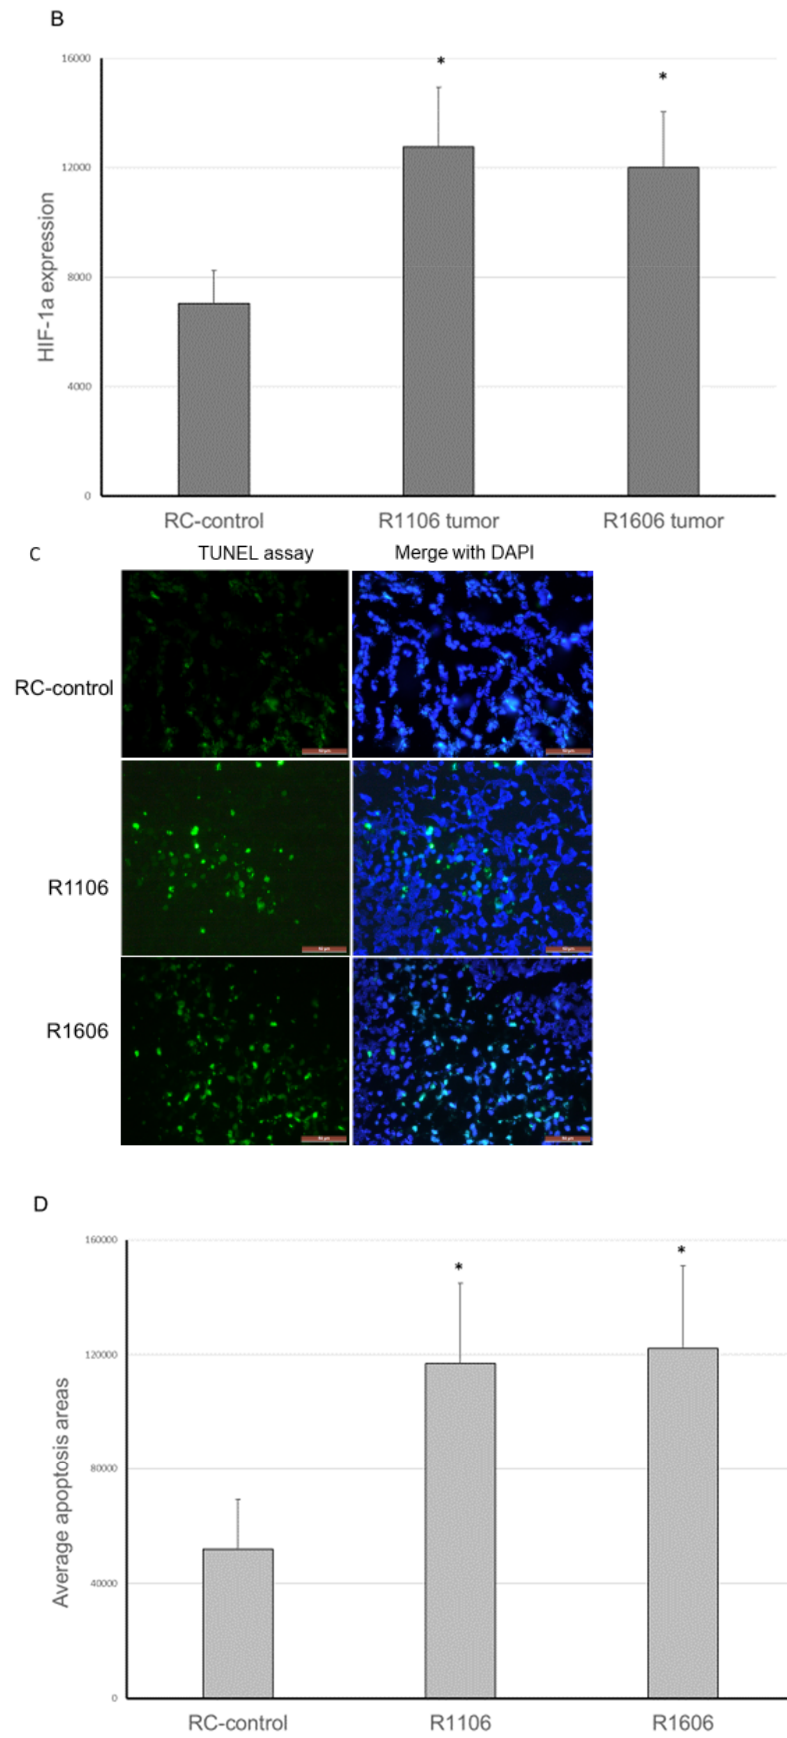 B
16000
*
*
12000
8000
4000
0
HIF-1a expression
RC-control R1106 tumor R1606 tumor
C
TUNEL assay Merge with DAPI
RC-control
R1106
R1606
D
160000
*
*
120000
80000
40000
0
Average apoptosis areas
RC-control R1106 R1606